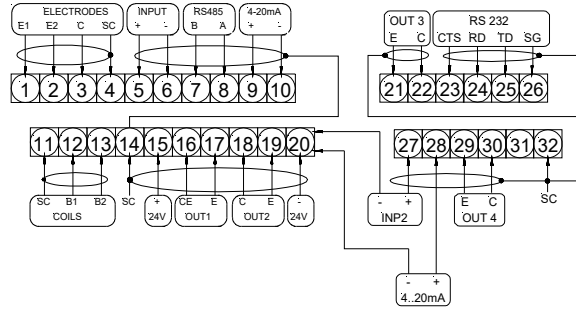 ELECTRODES INPUT RS485 4-20mA
E1 E2 C SC + - B A + -
1 2 3 4 5 6 7 8 9 10
OUT 3 RS 232
E C CTS RD TD SG
21 22 23 24 25 26
11 12 13 14 15 16 17 18 19 20
27 28 29 30 31 32
SC B1 B2 SC + CE E C E -
COILS 24V OUT1 OUT2 24V
- + E C SC
INP2 OUT 4
- +
4..20mA